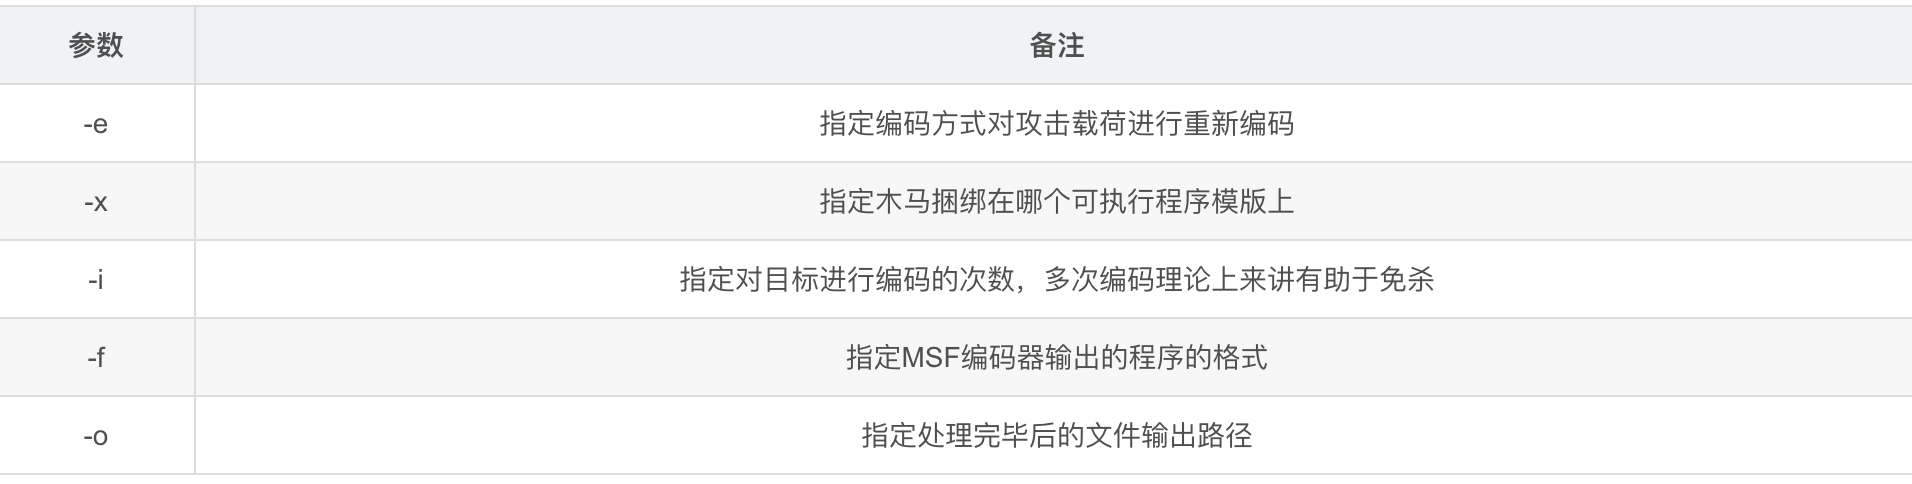 参数 备注
-e 指定编码方式对攻击载荷进行重新编码
-x 指定木马捆绑在哪个可执行程序模版上
-i 指定对目标进行编码的次数，多次编码理论上来讲有助于免杀
-f 指定MSF编码器输出的程序的格式
-o 指定处理完毕后的文件输出路径